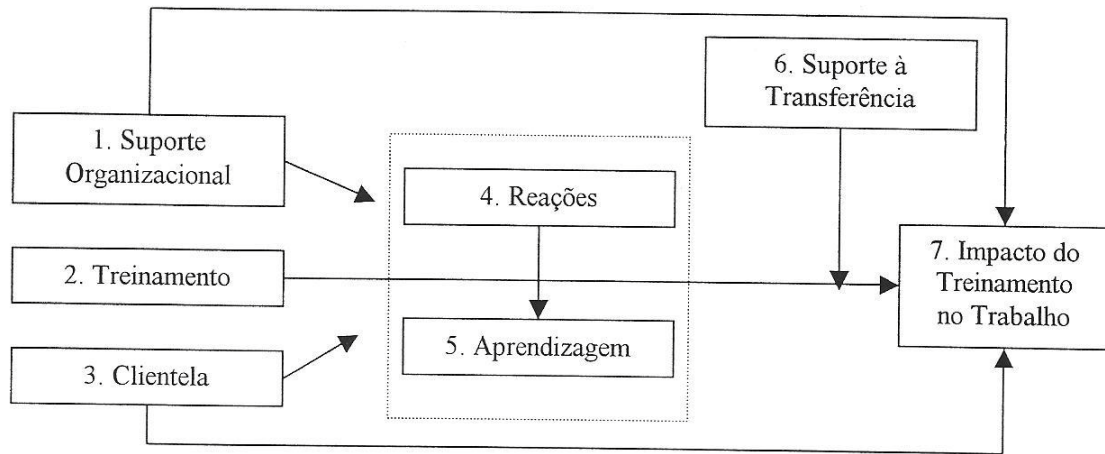 6. Suporte à
Transferência
1. Suporte
Organizacional
4. Reações
2. Treinamento
7. Impacto do
Treinamento
no Trabalho
5. Aprendizagem
3. Clientela